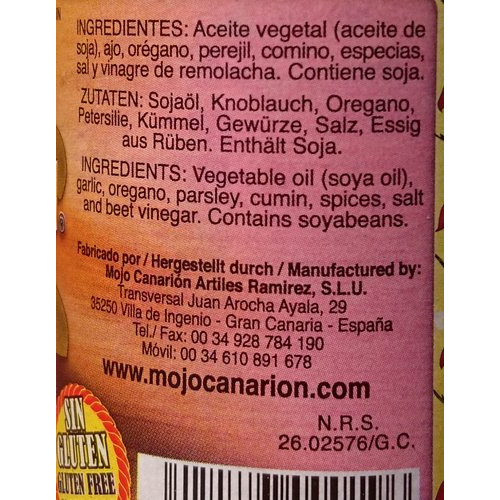 INGREDIENTES: Aceite vegetal (aceite de
soja), ajo, orégano, perejil, comino, especias,
sal y vinagre de remolacha. Contiene soja.
ZUTATEN: Sojaöl, Knoblauch, Oregano,
Petersilie, Kümmel, Gewürze, Salz, Essig
aus Rüben. Enthält Soja.
INGREDIENTS: Vegetable oil (soya oil),
garlic, oregano, parsley, cumin, spices, salt
and beet vinegar. Contains soyabeans.
Fabricado por / Hergestellt durch / Manufactured by:
Mojo Canarión Artiles Ramirez, S.L.U.
Transversal Juan Arocha Ayala, 29
35250 Villa de Ingenio - Gran Canaria - España
Tel./ Fax: 00 34 928 784 190
Móvil: 00 34 610 891 678
www.mojocanarion.com
N.R.S.
26.02576/G.C.
SIN
GLUTEN
GLUTEN FREE